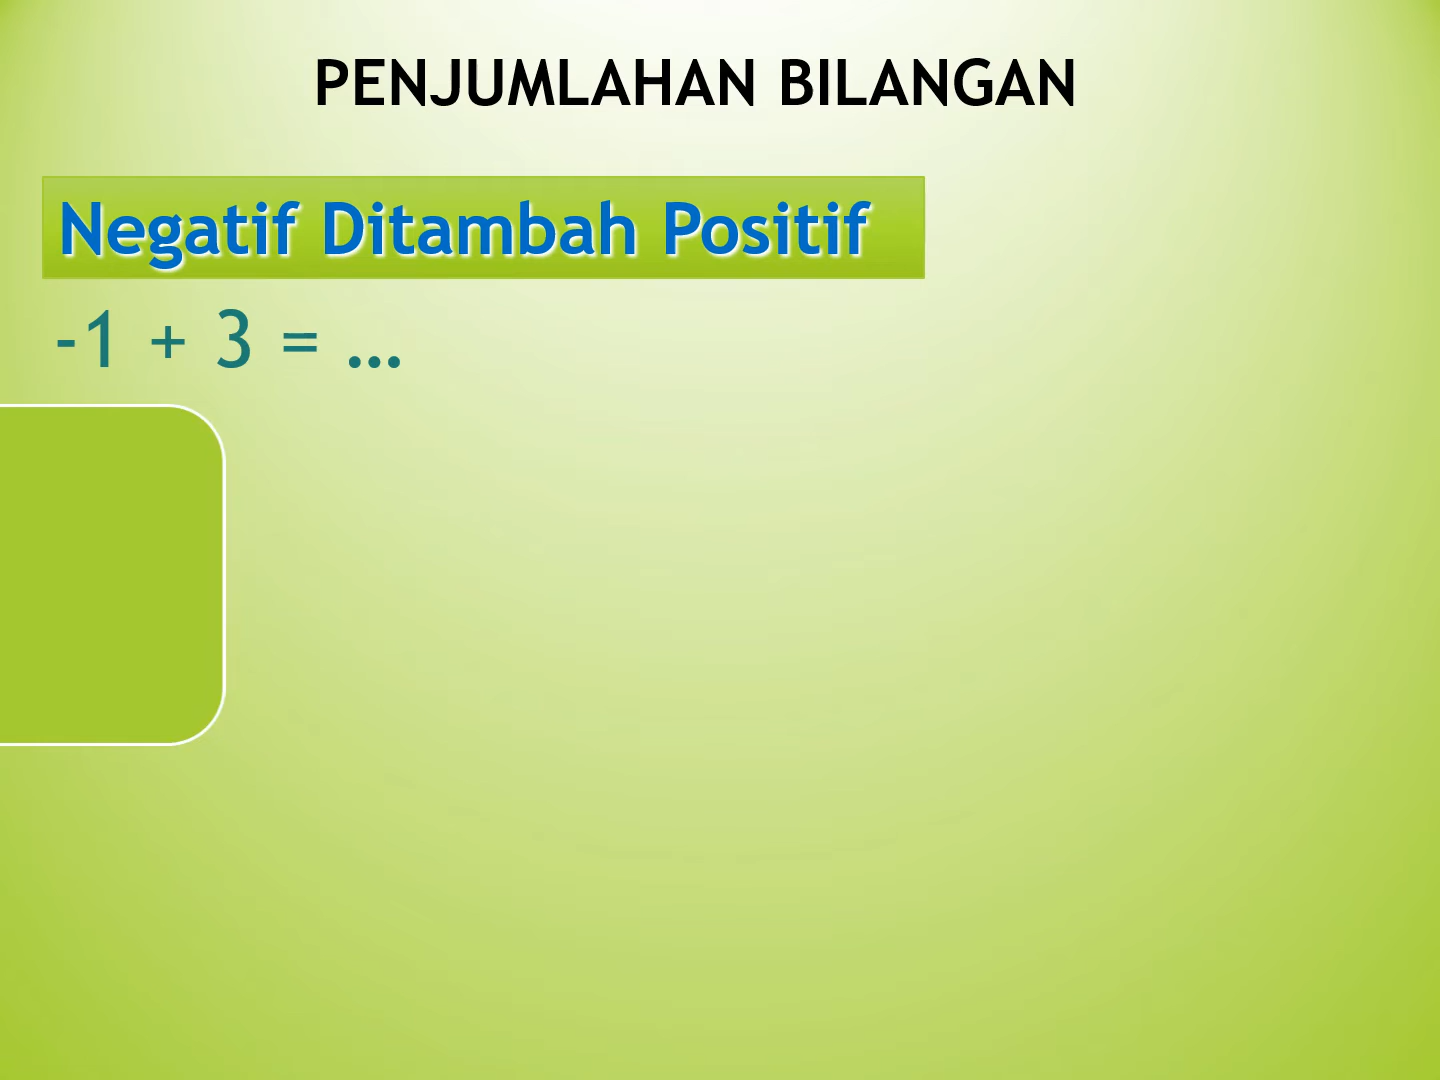 PENJUMLAHAN BILANGAN
Negatif Ditambah Positif
-1 + 3 = ...